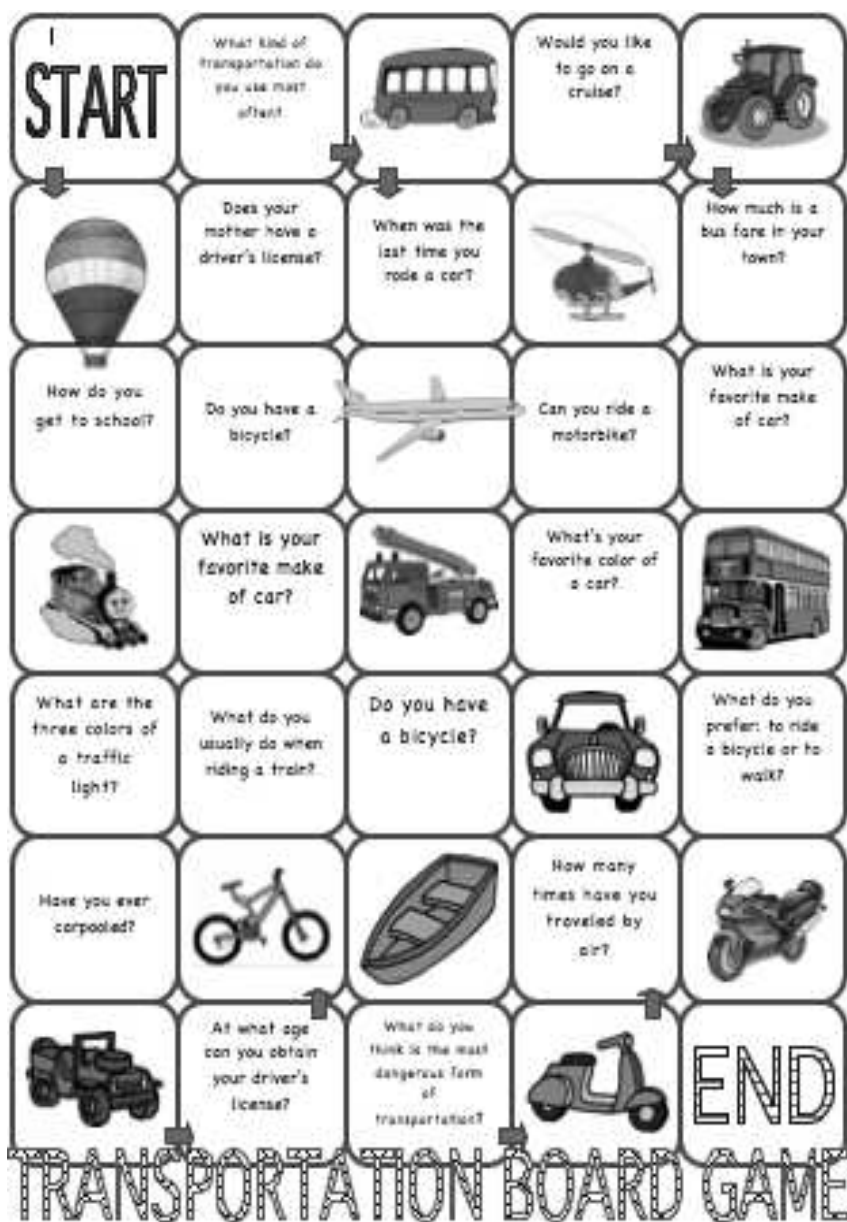 START
What kind of
transportation do
you use most
often?
Would you like
to go on a
cruise?
Does your
mother have a
driver's license?
When was the
last time you
rode a car?
How much is a
bus fare in your
town?
How do you
get to school?
Do you have a
bicycle?
Can you ride a
motorbike?
What is your
favorite make
of car?
What is your
favorite make
of car?
What's your
favorite color of
a car?
What are the
three colors of
a traffic
light?
What do you
usually do when
riding a train?
Do you have
a bicycle?
What do you
prefer: to ride
a bicycle or to
walk?
Have you ever
carpooled?
How many
times have you
traveled by
air?
At what age
can you obtain
your driver's
license?
What do you
think is the most
dangerous form
of
transportation?
END
TRANSPORTATION BOARD GAME